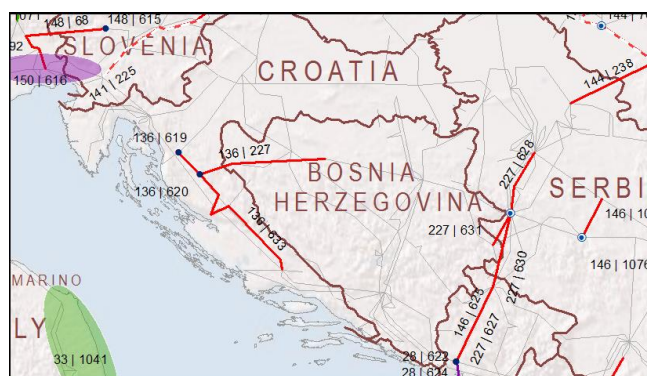 148 | 68
148 | 615
SLOVENIA
150 | 616
141 | 225
CROATIA
144 | 238
136 | 619
136 | 227
136 | 620
136 | 633
BOSNIA
HERZEGOVINA
227 | 628
SERBI
227 | 631
146 | 10
146 | 1076
227 | 630
146 | 625
227 | 627
MARINO
LY
33 | 1041
28 | 622
28 | 624